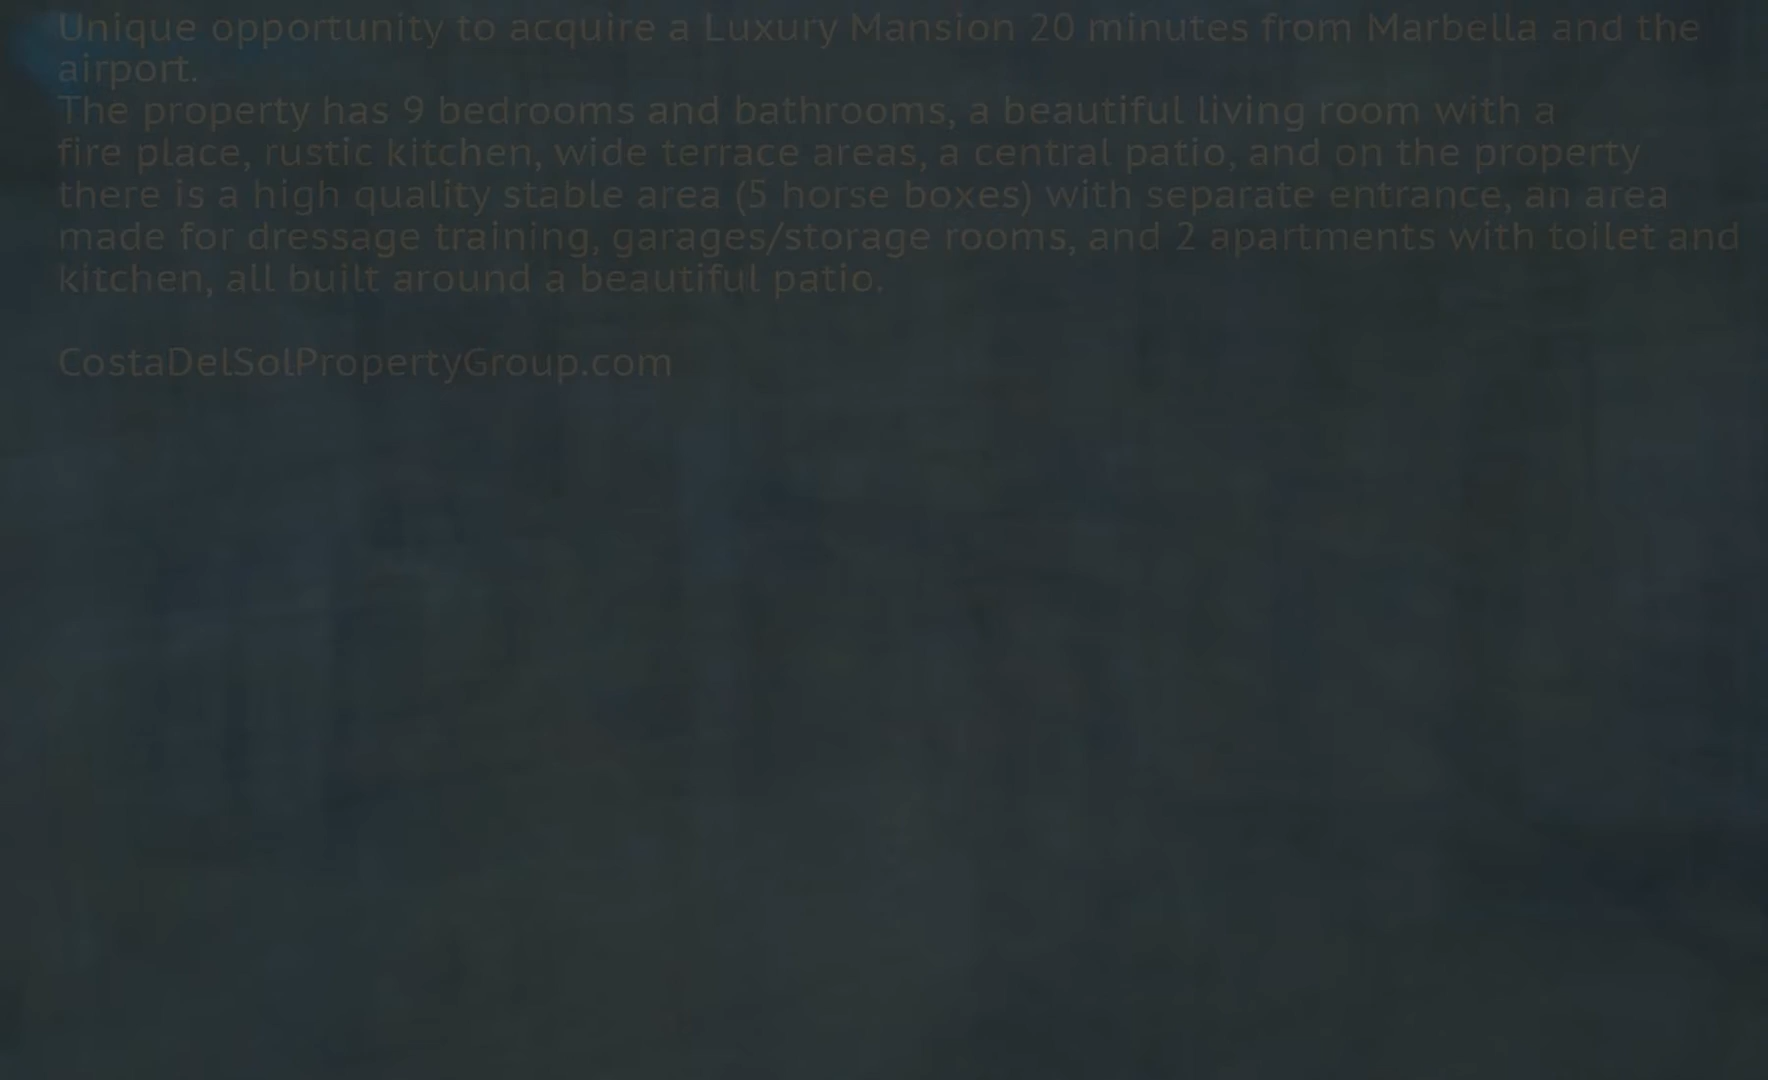 Unique opportunity to acquire a Luxury Mansion 20 minutes from Marbella and the
airport.
The property has 9 bedrooms and bathrooms, a beautiful living room with a
fire place, rustic kitchen, wide terrace areas, a central patio, and on the property
there is a high quality stable area (5 horse boxes) with separate entrance, an area
made for dressage training, garages/storage rooms, and 2 apartments with toilet and
kitchen, all built around a beautiful patio.
CostaDelSolPropertyGroup.com